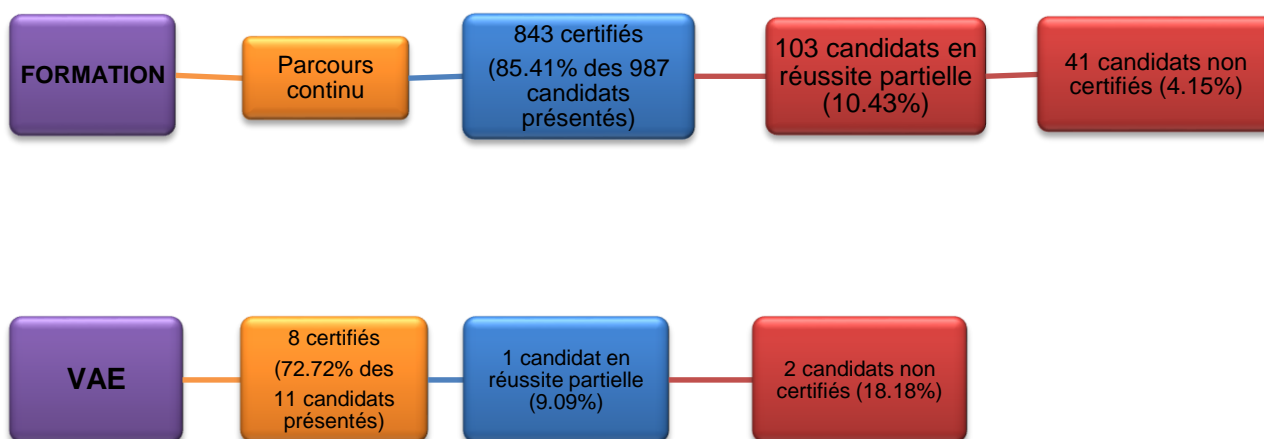 FORMATION
Parcours
continu
843 certifiés
(85.41% des 987
candidats
présentés)
103 candidats en
réussite partielle
(10.43%)
41 candidats non
certifiés (4.15%)
VAE
8 certifiés
(72.72% des
11 candidats
présentés)
1 candidat en
réussite partielle
(9.09%)
2 candidats non
certifiés (18.18%)